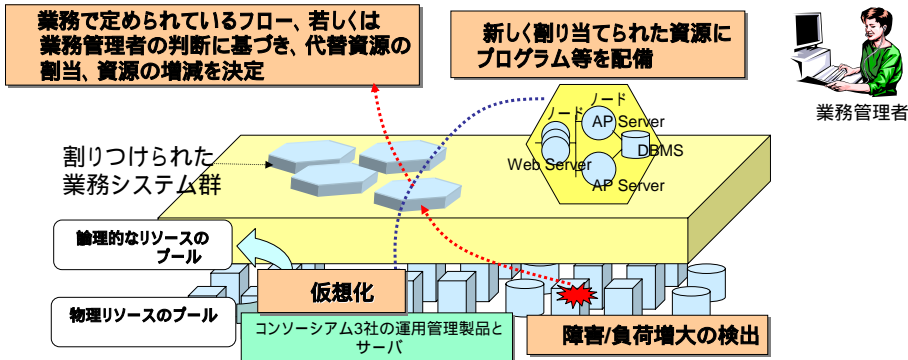 業務で定められているフロー、若しくは
業務管理者の判断に基づき、代替資源の
割当、資源の増減を決定
新しく割り当てられた資源に
プログラム等を配備
業務管理者
ノード
ノード
AP Server
DBMS
Web Server
AP Server
割りつけられた
業務システム群
論理的なリソースの
プール
仮想化
物理リソースのプール
コンソーシアム3社の運用管理製品と
サーバ
障害/負荷増大の検出